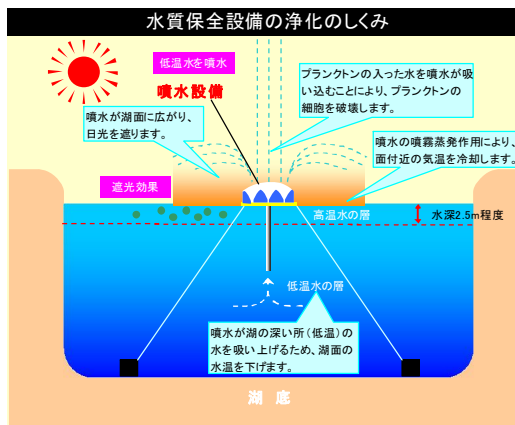 水質保全設備の浄化のしくみ
低温水を噴水
噴水設備
プランクトンの入った水を噴水が吸
い込むことにより、プランクトンの
細胞を破壊します。
噴水が湖面に広がり、
日光を遮ります。
噴水の噴霧蒸発作用により、
面付近の気温を冷却します。
遮光効果
高温水の層
水深2.5m程度
低温水の層
噴水が湖の深い所(低温)の
水を吸い上げるため、湖面の
水温を下げます。
湖 底